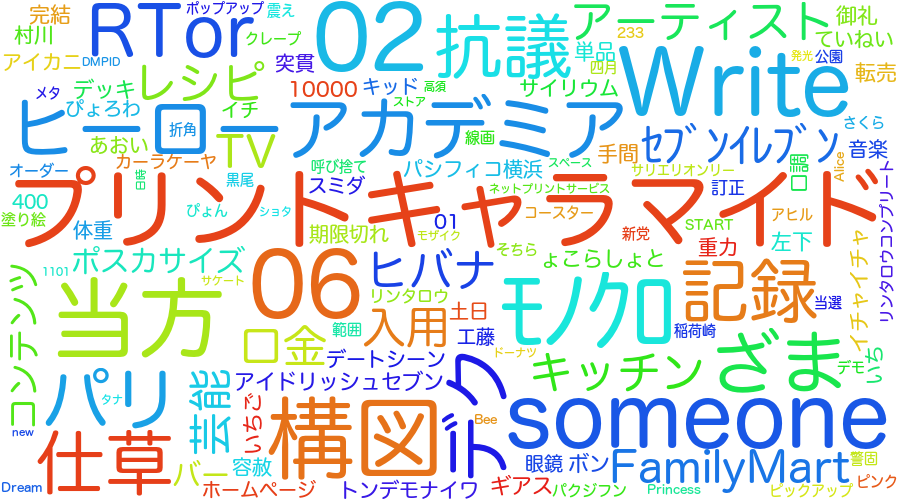 完結
村川
アイカニ
DMPID
RTor
ポップアップ
震え
クレープ
突貫
02
抗議
アーティスト
御礼
ていねい
233
単品
四月
Write
発光
公園
転売
メタ
デッキ
ぴょろわ
レシピ
イチ
10000
キッド
高須
ストア
サイリウム
さくら
ヒーローアカデミア
折角
TV
あおい
カーラケーヤ
オーダー
線画
手間
セブンイレブン
音楽
呼び捨て
パシフィコ横浜
スペース
サリエリオンリー
Alice
口調
黒尾
スミダ
ネットプリントサービス
訂正
プリントキャラマイド
400
塗り絵
体重
ぴょん
ショタ
01
コースター
アヒル
期限切れ
モザイク
新党
START
そちら
ょこらしょと
重力
左下
ポスカサイズ
1101
サケート
06
ヒバナ
モノクロ
記録
当選
イチャイチャ
リンタロウコンプリート
コンテンツ
当方
リンタロウ
範囲
入用
土日
工藤
稲荷崎
口金
デートシーン
ドーナツ
キッチン
ざま
デモ
いち
パリ
タナ
芸能
いちご
アイドリッシュセブン
構図
Bee
someone
new
仕草
バー
容赦
眼鏡
ボン
FamilyMart
警固
Dream
ホームページ
トンデモナイワ
ギアス
パクジフン
Princess
ピックアップ
ピンク